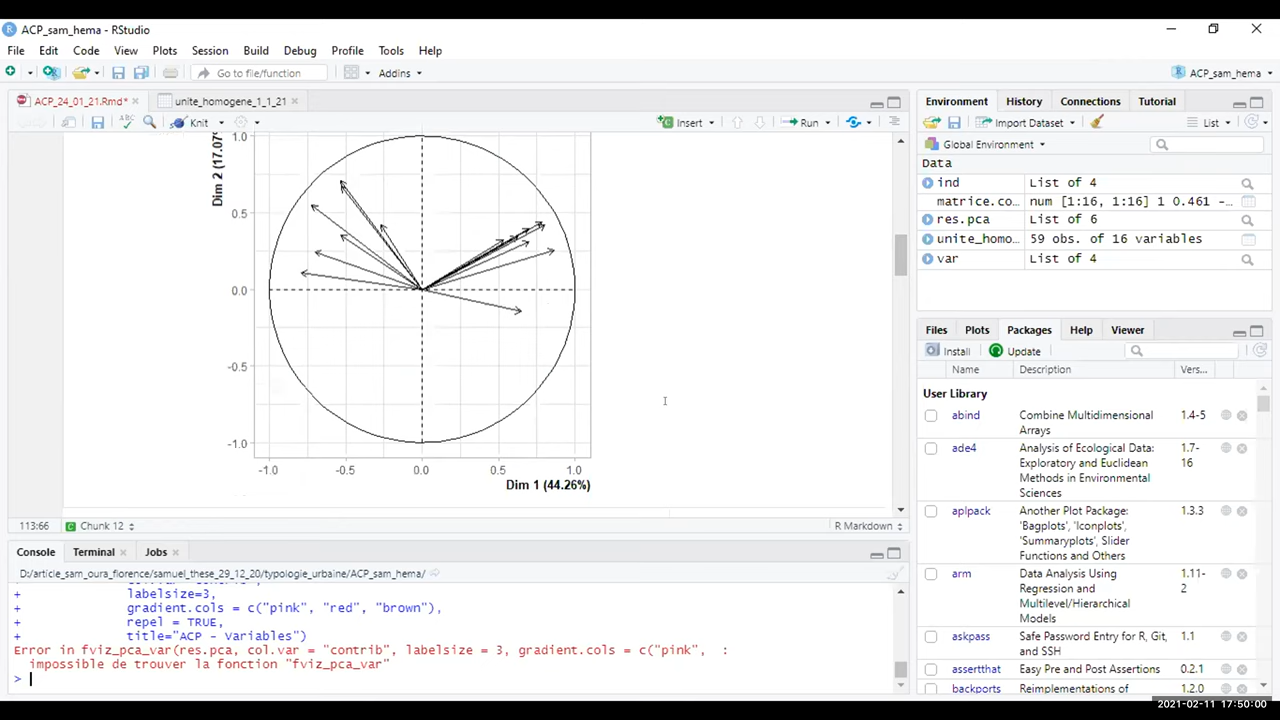 ACP_sam_hema - RStudio
File Edit Code View Plots Session Build Debug Profile Tools Help
Go to file/function Addins ACP_sam_hema
ACP_24_01_21.Rmd* unite_homogene_1_1_21
Knit Insert Run
Dim 2 (17.07%
1.0
0.5
0.0
-0.5
-1.0
-1.0 -0.5 0.0 0.5 1.0
Dim 1 (44.26%)
113:66 Chunk 12 R Markdown
Console Terminal Jobs
D:/article_sam_oura_florence/samuel_these_29_12_20/typologie_urbaine/ACP_sam_hema/
+ labelsize=3,
+ gradient.cols = c("pink", "red", "brown"),
+ repel = TRUE,
+ title="ACP - Variables")
Error in fviz_pca_var(res.pca, col.var = "contrib", labelsize = 3, gradient.cols = c("pink", :
impossible de trouver la fonction "fviz_pca_var"
>
Environment History Connections Tutorial
Import Dataset List
Global Environment
Data
ind List of 4
matrice.co… num [1:16, 1:16] 1 0.461 -…
res.pca List of 6
unite_homo… 59 obs. of 16 variables
var List of 4
Files Plots Packages Help Viewer
Install Update
Name Description Vers...
User Library
abind Combine Multidimensional Arrays 1.4-5
ade4 Analysis of Ecological Data: Exploratory and Euclidean Methods in Environmental Sciences 1.7-16
aplpack Another Plot Package: 'Bagplots', 'Iconplots', 'Summaryplots', Slider Functions and Others 1.3.3
arm Data Analysis Using Regression and Multilevel/Hierarchical Models 1.11-2
askpass Safe Password Entry for R, Git, and SSH 1.1
assertthat Easy Pre and Post Assertions 0.2.1
backports Reimplementations of 1.2.0
2021-02-11 17:50:00